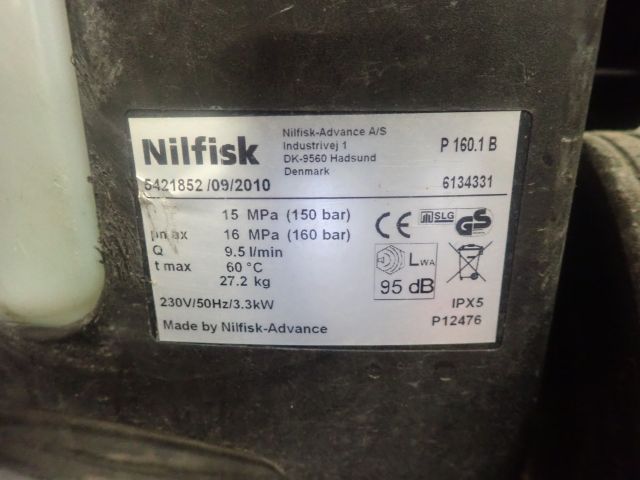 Nilfisk
Nilfisk-Advance A/S
Industrivej 1
DK-9560 Hadsund
Denmark
P 160.1 B
5421852 /09/2010
6134331
15 MPa (150 bar)
max 16 MPa (160 bar)
Q 9.5 l/min
t max 60 °C
27.2 kg
230V/50Hz/3.3kW
Made by Nilfisk-Advance
CE
SLG
GS
LWA
95 dB
IPX5
P12476